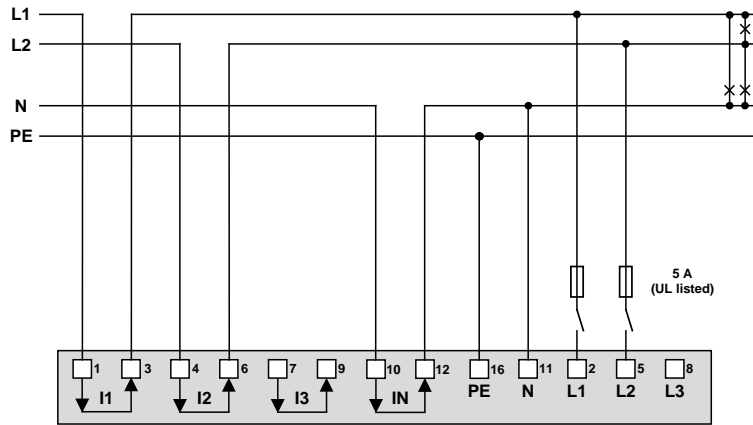 L1
L2
N
PE
5 A
(UL listed)
1 3 4 6 7 9 10 12 16 11 2 5 8
I1 I2 I3 IN PE N L1 L2 L3